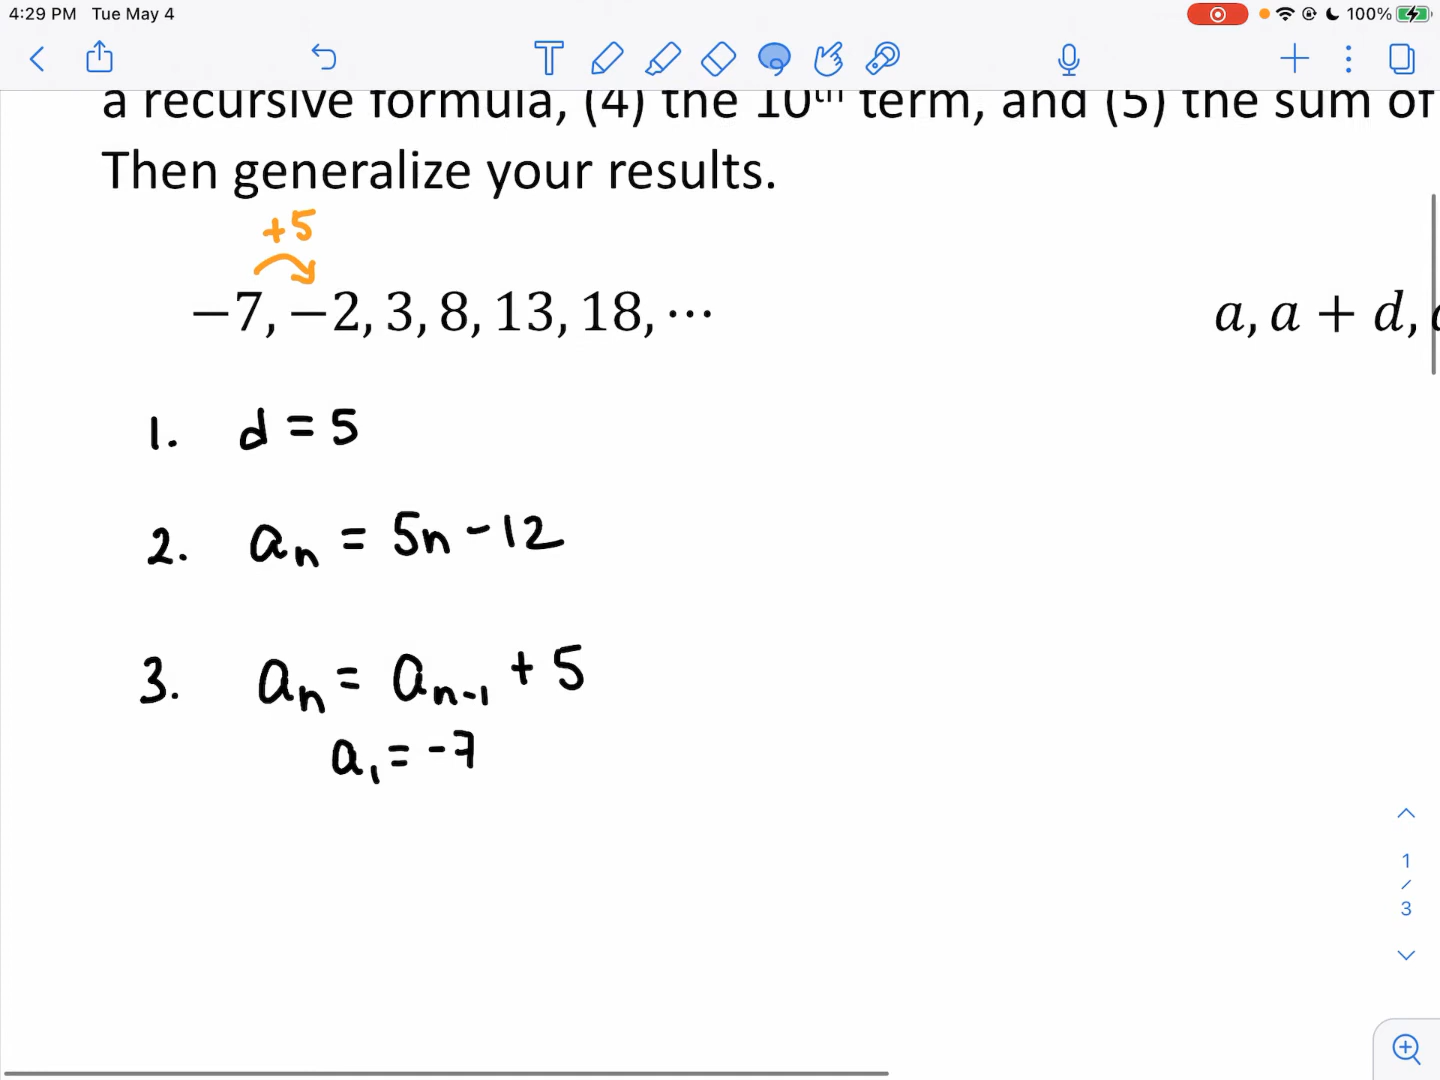 4:29 PM Tue May 4
100%
a recursive formula, (4) the 10th term, and (5) the sum of
Then generalize your results.
+5
−7, −2, 3, 8, 13, 18, ⋯
a, a + d,
1. d = 5
2. aₙ = 5n - 12
3. aₙ = aₙ₋₁ + 5
a₁ = -7
1
/
3